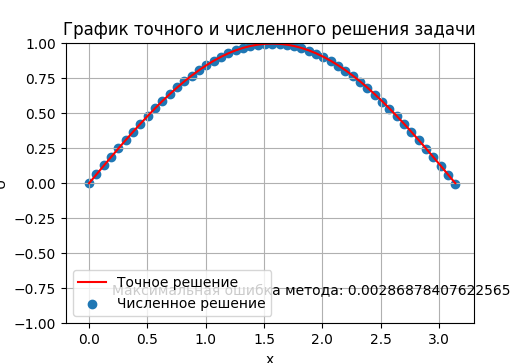 График точного и численного решения задачи
1.00
0.75
0.50
0.25
0.00
−0.25
−0.50
−0.75
−1.00
Точное решение
Максимальная ошибка метода: 0.00286878407622565
Численное решение
0.0 0.5 1.0 1.5 2.0 2.5 3.0
x